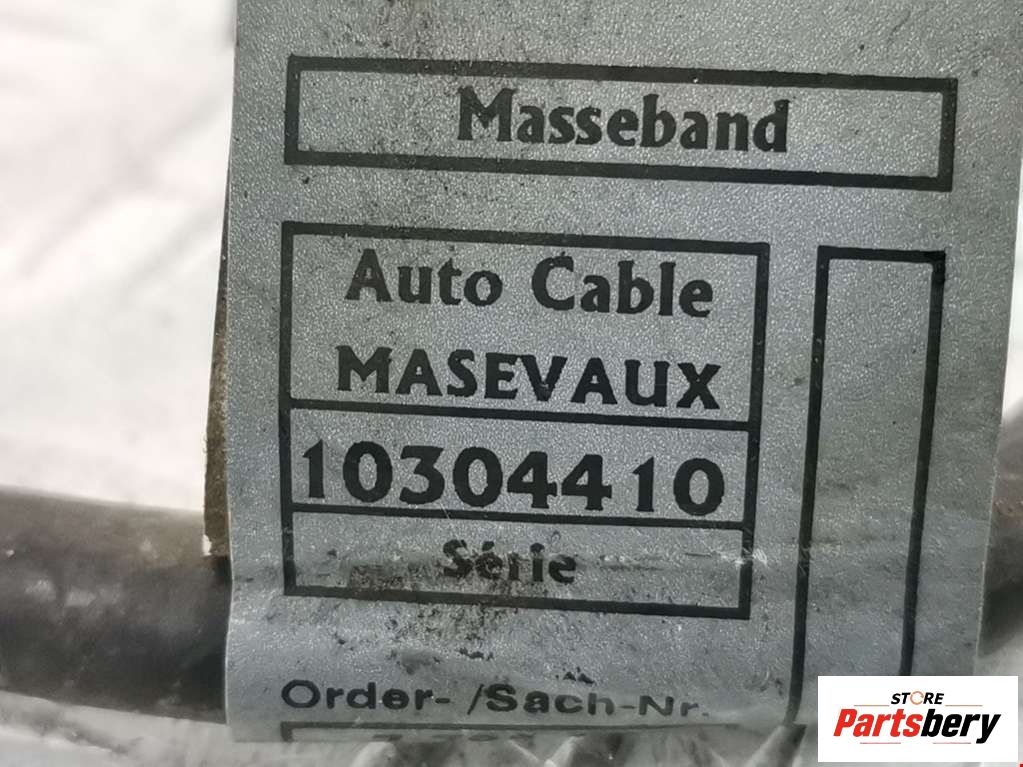 Masseband
Auto Cable
MASEVAUX
10304410
Série
Order- /Sach-Nr.
STORE
Partsbery